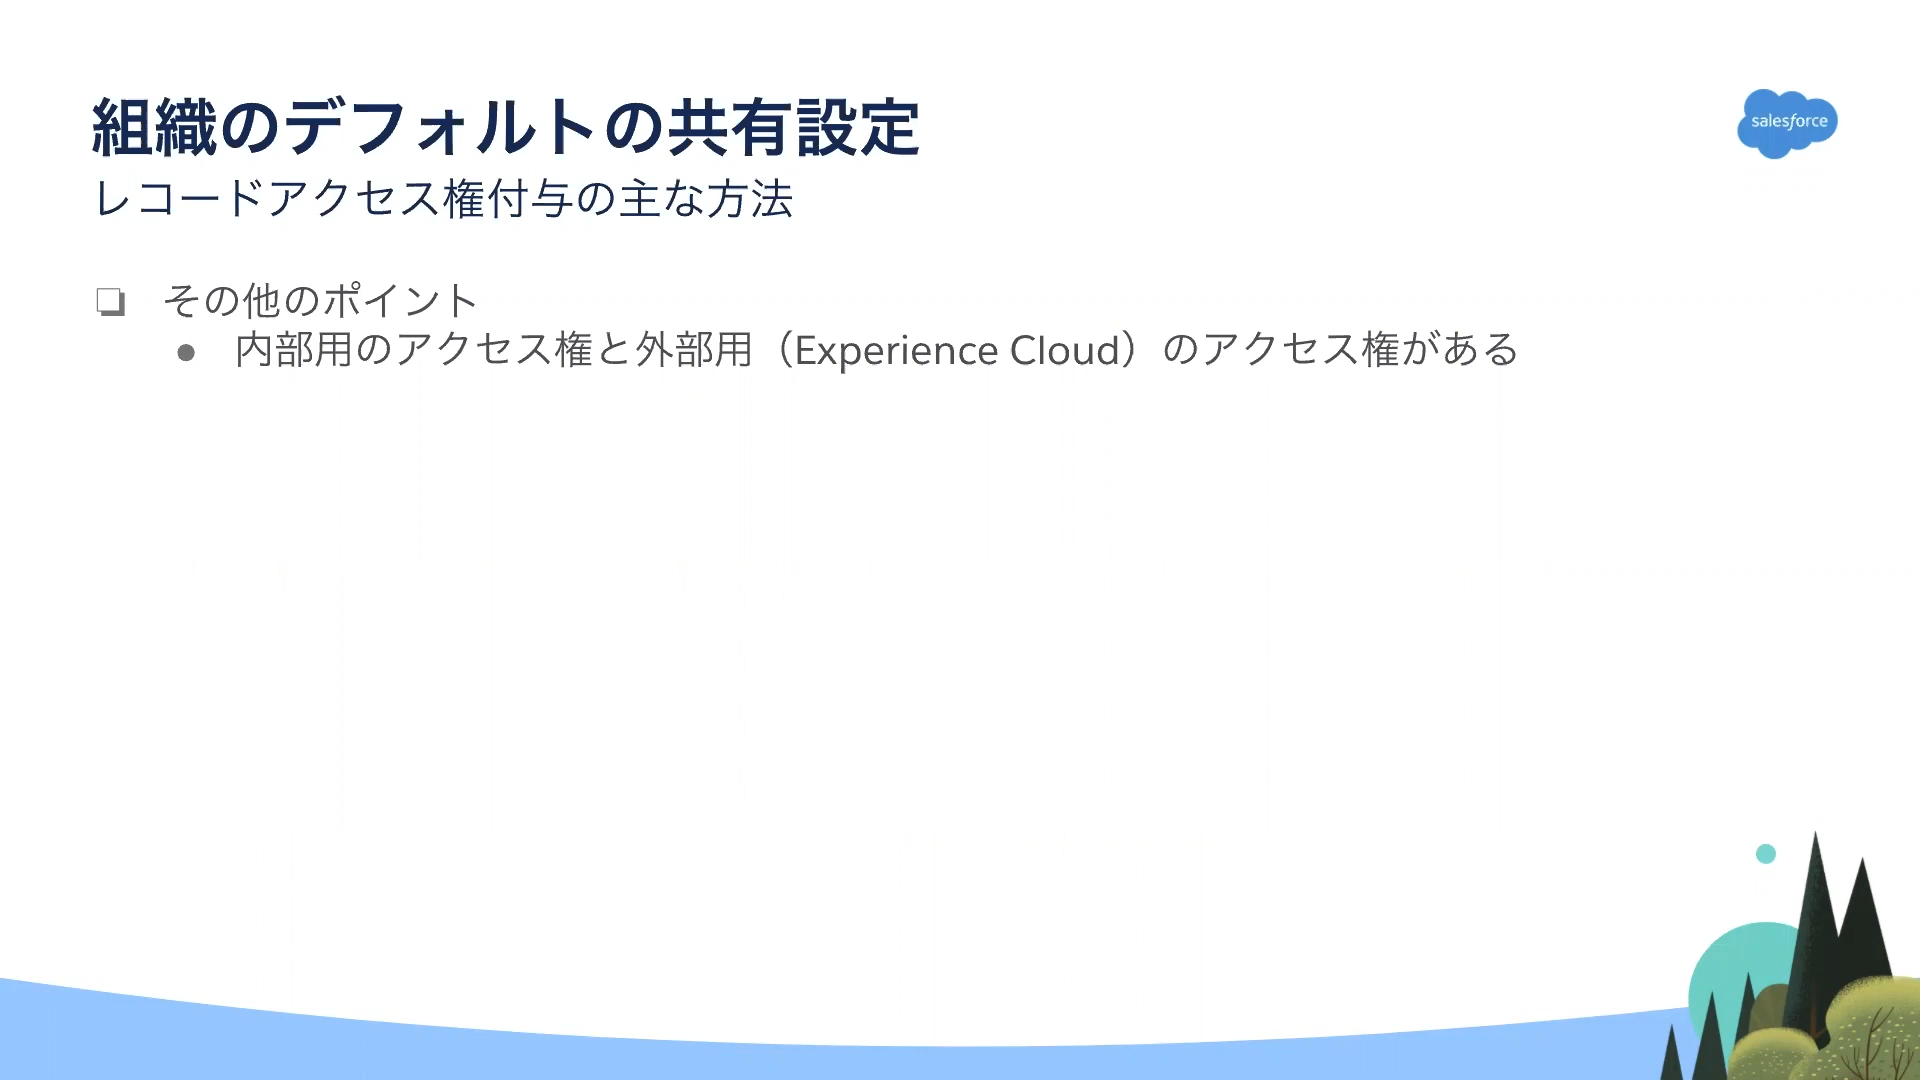 組織のデフォルトの共有設定
salesforce
レコードアクセス権付与の主な方法
❏ その他のポイント
● 内部用のアクセス権と外部用（Experience Cloud）のアクセス権がある